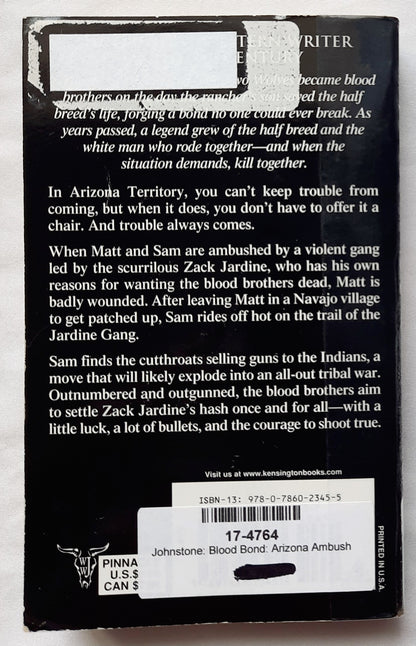 TERN WRITER
ENTURY
Two Wolves became blood
brothers on the day the rancher's son saved the half
breed's life, forging a bond no one could ever break. As
years passed, a legend grew of the half breed and the
white man who rode together—and when the
situation demands, kill together.
In Arizona Territory, you can't keep trouble from
coming, but when it does, you don't have to offer it a
chair. And trouble always comes.
When Matt and Sam are ambushed by a violent gang
led by the scurrilous Zack Jardine, who has his own
reasons for wanting the blood brothers dead, Matt is
badly wounded. After leaving Matt in a Navajo village
to get patched up, Sam rides off hot on the trail of the
Jardine Gang.
Sam finds the cutthroats selling guns to the Indians, a
move that will likely explode into an all-out tribal war.
Outnumbered and outgunned, the blood brothers aim
to settle Zack Jardine's hash once and for all—with a
little luck, a lot of bullets, and the courage to shoot true.
Visit us at www.kensingtonbooks.com
ISBN-13: 978-0-7860-2345-5
17-4764
Johnstone: Blood Bond: Arizona Ambush
W W
PINNA
U.S.$
CAN $
PRINTED IN U.S.A.